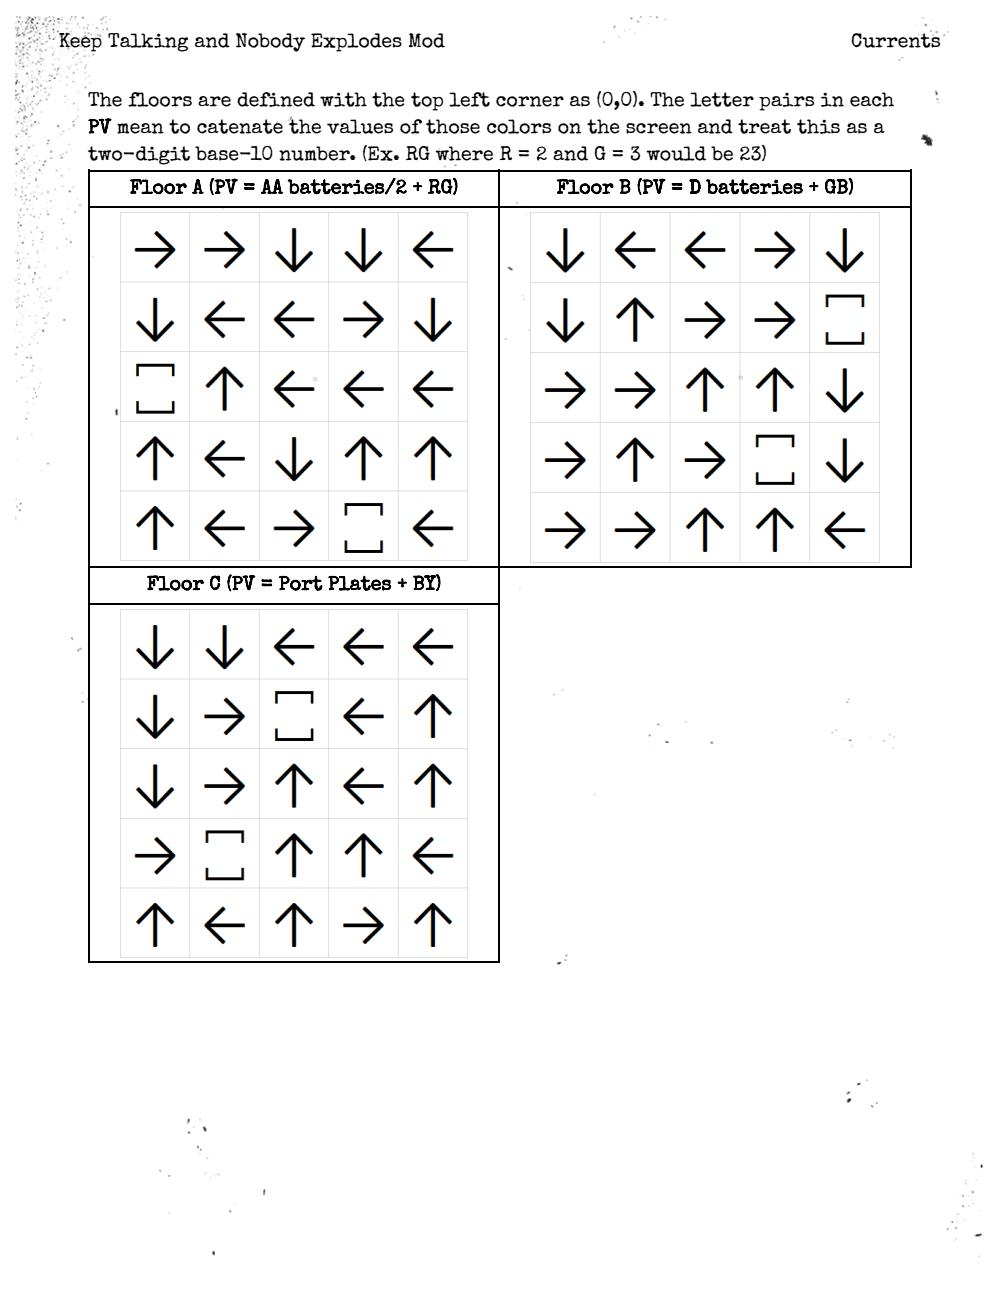 Keep Talking and Nobody Explodes Mod
Currents
The floors are defined with the top left corner as (0,0). The letter pairs in each
PV mean to catenate the values of those colors on the screen and treat this as a
two-digit base-10 number. (Ex. RG where R = 2 and G = 3 would be 23)
Floor A (PV = AA batteries/2 + RG)
Floor B (PV = D batteries + GB)
→ → ↓ ↓ ←
↓ ← ← → ↓
[ ] ↑ ← ← ←
↑ ← ↓ ↑ ↑
↑ ← → [ ] ←
↓ ← ← → ↓
↓ ↑ → → [ ]
→ → ↑ ↑ ↓
→ ↑ → [ ] ↓
→ → ↑ ↑ ←
Floor C (PV = Port Plates + BY)
↓ ↓ ← ← ←
↓ → [ ] ← ↑
↓ → ↑ ← ↑
→ [ ] ↑ ↑ ←
↑ ← ↑ → ↑